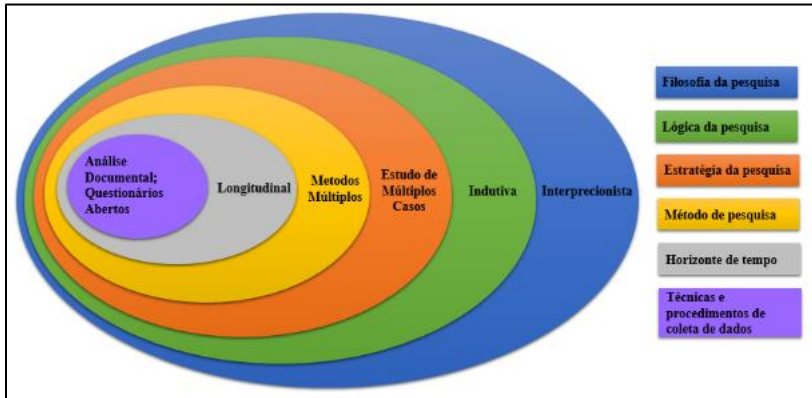 Análise
Documental;
Questionários
Abertos
Longitudinal
Metodos
Múltiplos
Estudo de
Múltiplos
Casos
Indutiva
Interprecionista
Filosofia da pesquisa
Lógica da pesquisa
Estratégia da pesquisa
Método de pesquisa
Horizonte de tempo
Técnicas e
procedimentos de
coleta de dados